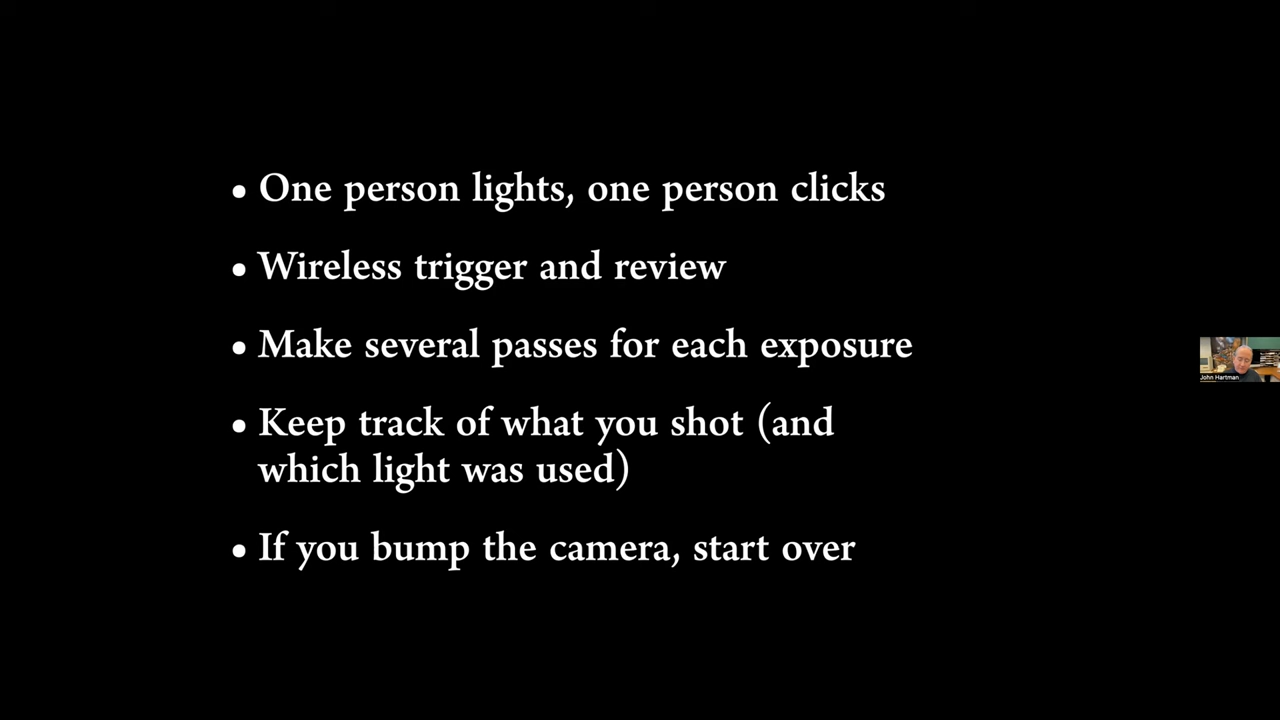 • One person lights, one person clicks
• Wireless trigger and review
• Make several passes for each exposure
• Keep track of what you shot (and
which light was used)
• If you bump the camera, start over
John Hartman